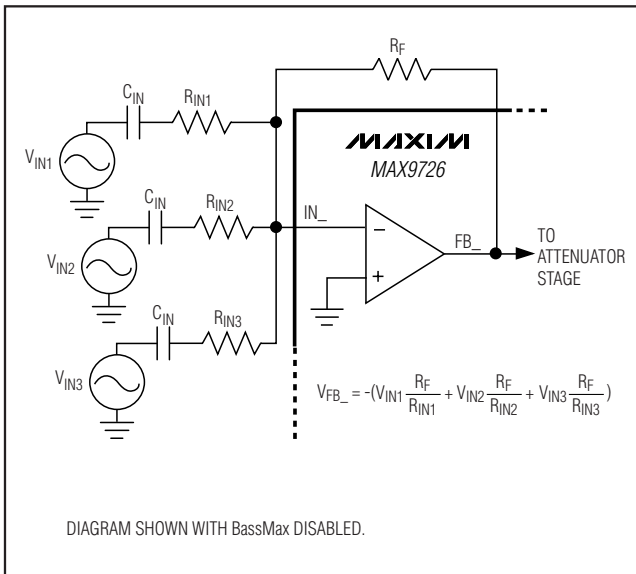 R_F
C_IN
R_IN1
V_IN1
MAXIM
MAX9726
C_IN
R_IN2
IN_
−
FB_
TO
ATTENUATOR
STAGE
V_IN2
+
C_IN
R_IN3
V_IN3
V_FB_ = -(V_IN1 R_F/R_IN1 + V_IN2 R_F/R_IN2 + V_IN3 R_F/R_IN3)
DIAGRAM SHOWN WITH BassMax DISABLED.